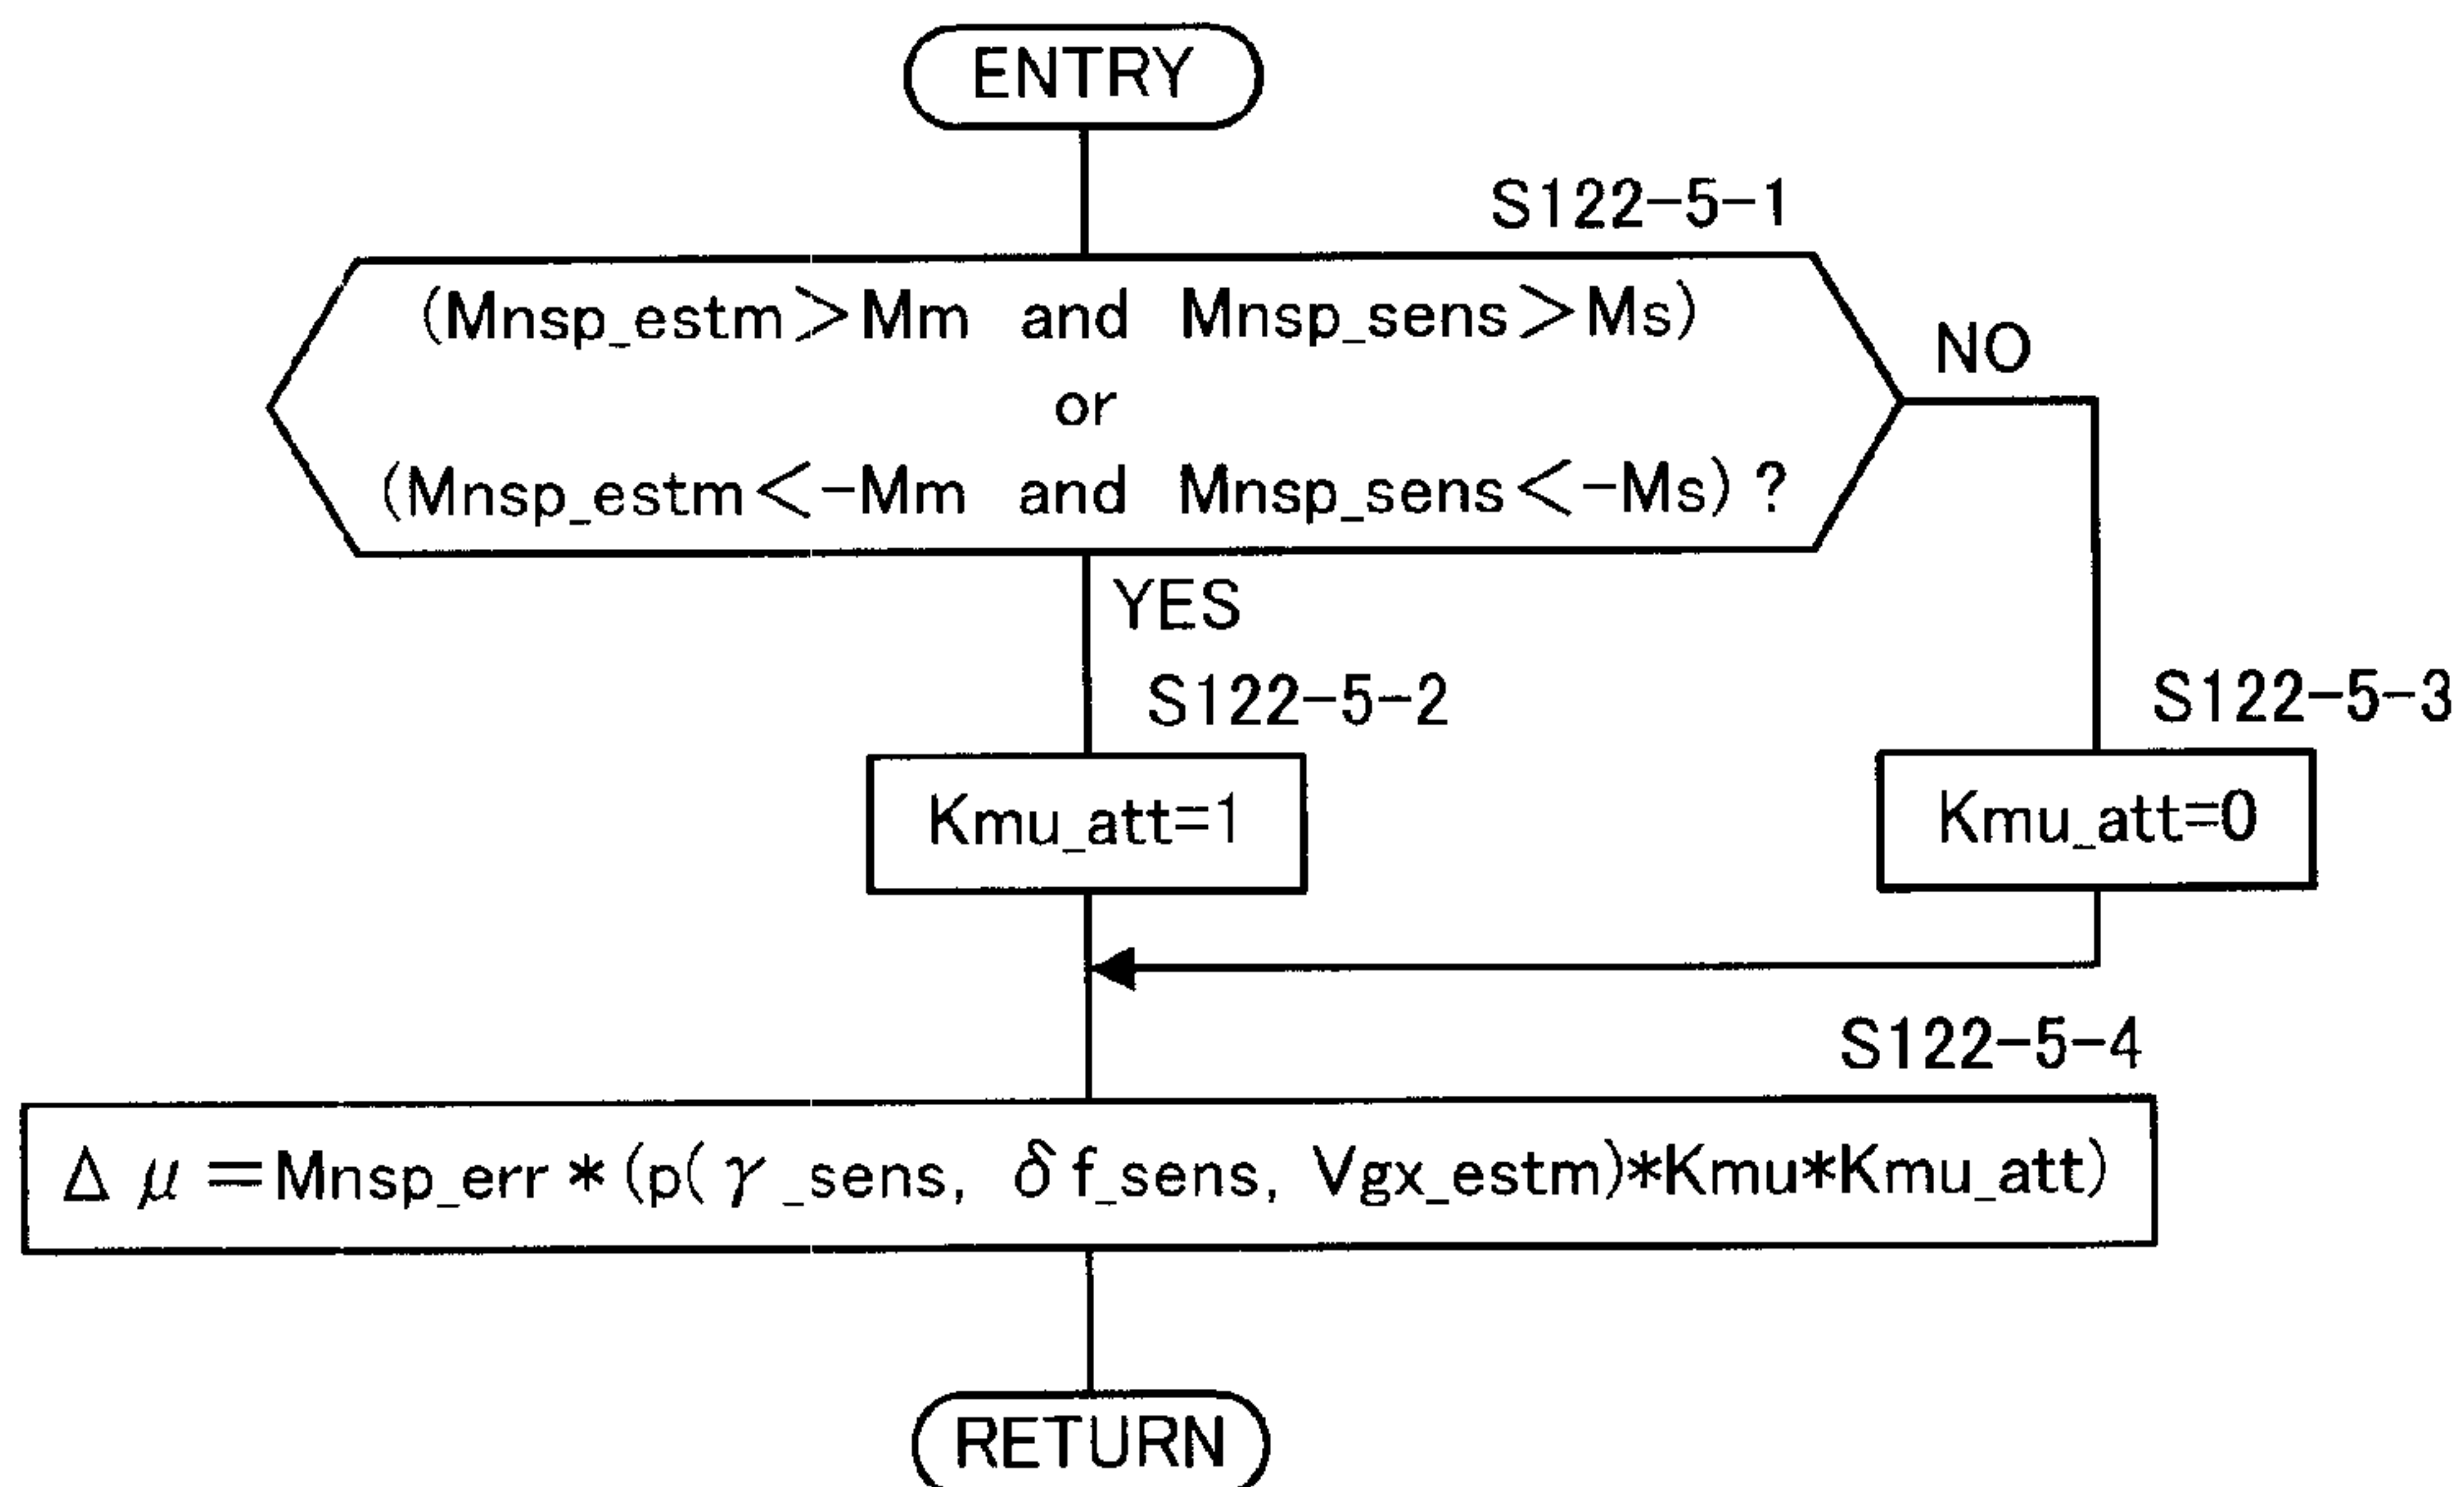 ENTRY
S122-5-1
(Mnsp_estm>Mm and Mnsp_sens>Ms)
or
(Mnsp_estm<-Mm and Mnsp_sens<-Ms)?
NO
YES
S122-5-2
S122-5-3
Kmu_att=1
Kmu_att=0
S122-5-4
Δμ=Mnsp_err*(p(γ_sens, δf_sens, Vgx_estm)*Kmu*Kmu_att)
RETURN